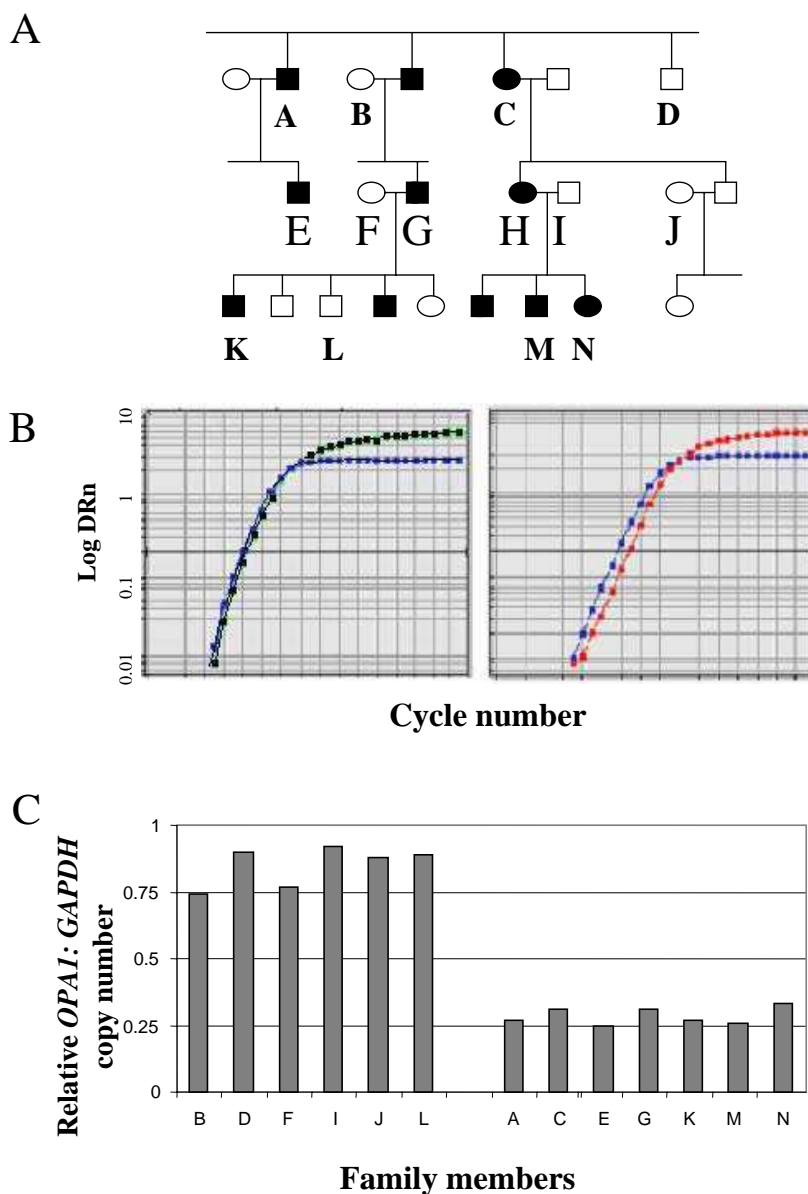 A
A B C D
E F G H I J
K L M N
B
10
1
0.1
0.01
Log DRn
Cycle number
C
1
0.75
0.5
0.25
0
Relative OPA1: GAPDH
copy number
B D F I J L A C E G K M N
Family members